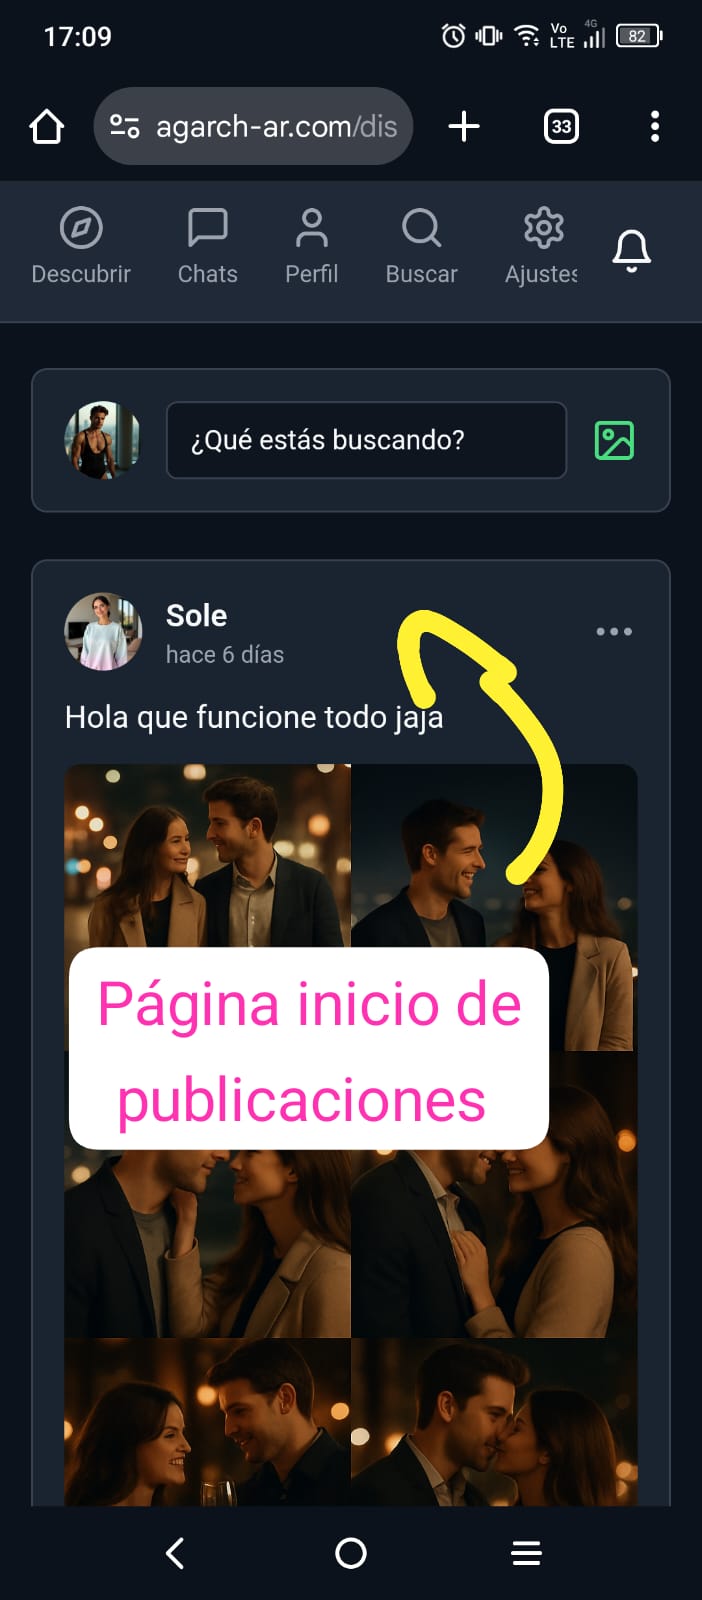 17:09
Vo
LTE
4G
82
agarch-ar.com/dis
33
Descubrir
Chats
Perfil
Buscar
Ajustes
¿Qué estás buscando?
Sole
hace 6 días
Hola que funcione todo jaja
Página inicio de
publicaciones